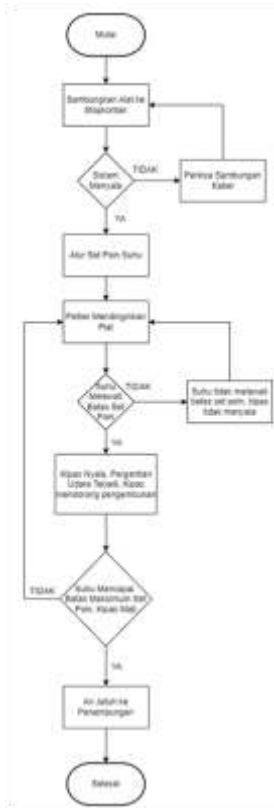 Mulai
Sambungkan Alat ke
Stopkontak
Sistem
Menyala
TIDAK
Periksa Sambungan
Kabel
YA
Atur Set Poin Suhu
Peltier Mendinginkan
Plat
Suhu
Melewati
Batas Set
Poin
TIDAK
Suhu tidak melewati
batas set poin, kipas
tidak menyala
YA
Kipas Nyala, Pergantian
Udara Terjadi, Kipas
mendorong pengembunan
Suhu Mencapai
Batas Maksimum Set
Poin, Kipas Mati
TIDAK
YA
Air Jatuh ke
Penampungan
Selesai